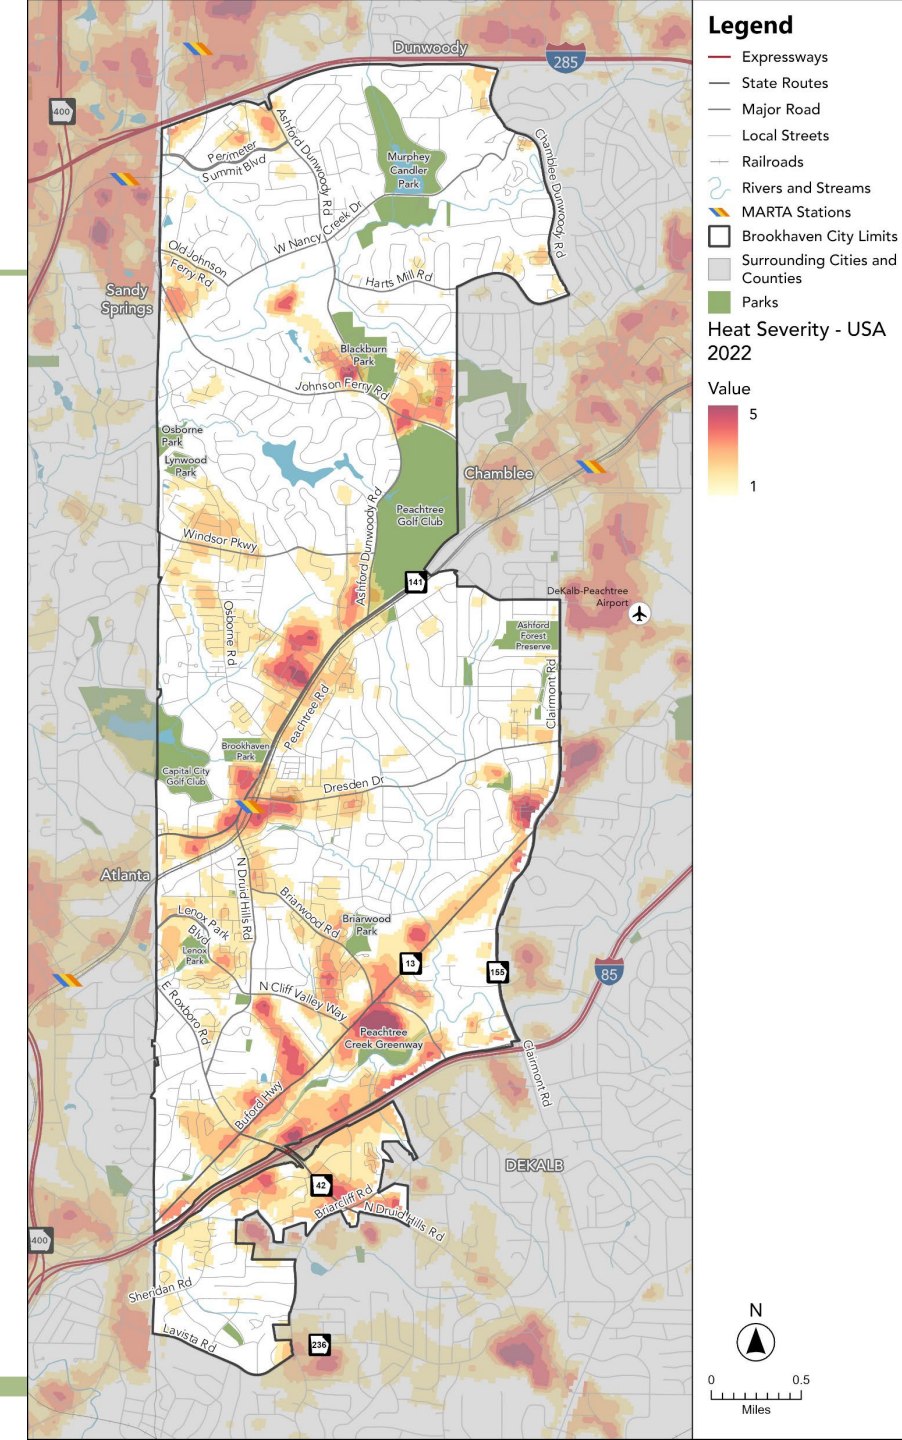 Dunwoody
285
400
Perimeter
Summit Blvd
Ashford Dunwoody Rd
Murphey
Candler
Park
Chamblee Dunwoody Rd
W Nancy Creek Dr
Old Johnson
Ferry Rd
Harts Mill Rd
Sandy
Springs
Blackburn
Park
Johnson Ferry Rd
Osborne
Park
Lynwood
Park
Chamblee
Peachtree
Golf Club
Windsor Pkwy
Ashford Dunwoody Rd
141
DeKalb-Peachtree
Airport
Osborne Rd
Ashford
Forest
Preserve
Clairmont Rd
Peachtree Rd
Brookhaven
Park
Capital City
Golf Club
Dresden Dr
Atlanta
N Druid Hills Rd
Briarwood Rd
Lenox Park
Blvd
Lenox
Park
Briarwood
Park
13
155
85
E Roxboro Rd
N Cliff Valley Way
Peachtree
Creek Greenway
Clairmont Rd
Buford Hwy
DEKALB
42
Briarcliff Rd
N Druid Hills Rd
400
Sheridan Rd
Lavista Rd
236
Legend
Expressways
State Routes
Major Road
Local Streets
Railroads
Rivers and Streams
MARTA Stations
Brookhaven City Limits
Surrounding Cities and
Counties
Parks
Heat Severity - USA
2022
Value
5
1
N
0 0.5
Miles